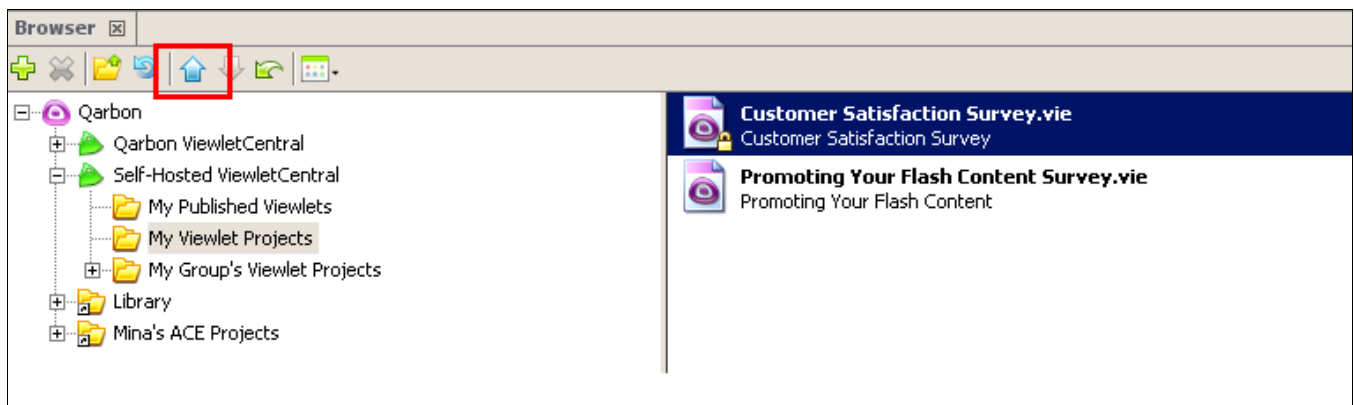 Browser
Qarbon
Qarbon ViewletCentral
Self-Hosted ViewletCentral
My Published Viewlets
My Viewlet Projects
My Group's Viewlet Projects
Library
Mina's ACE Projects
Customer Satisfaction Survey.vie
Customer Satisfaction Survey
Promoting Your Flash Content Survey.vie
Promoting Your Flash Content